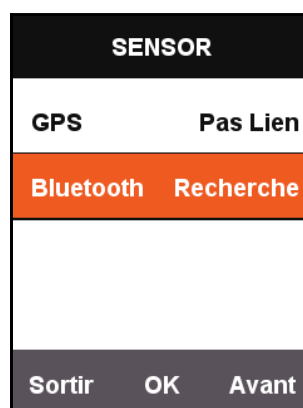 SENSOR
GPS Pas Lien
Bluetooth Recherche
Sortir OK Avant